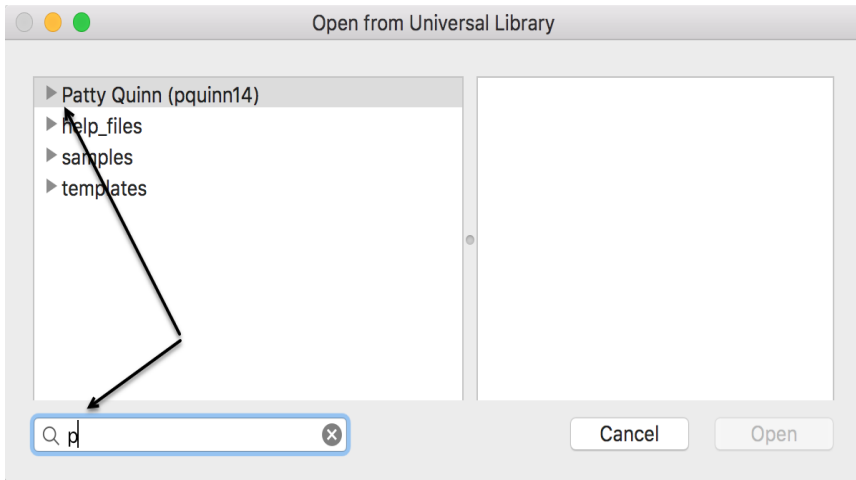 Open from Universal Library
Patty Quinn (pquinn14)
help_files
samples
templates
p
Cancel
Open